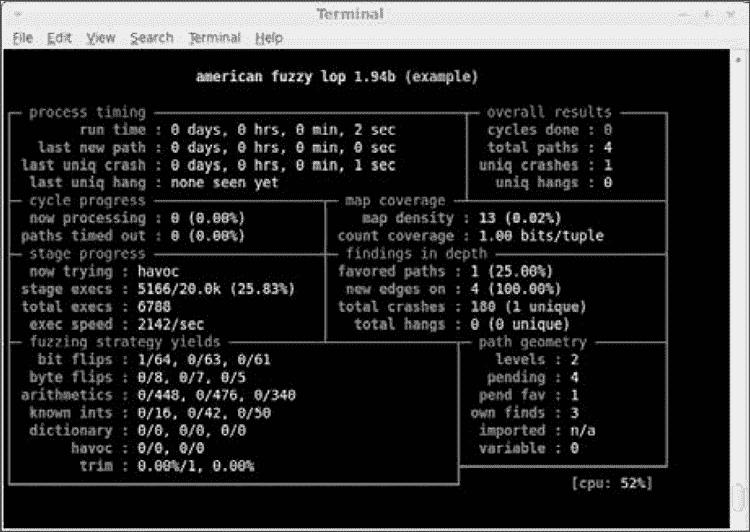 Terminal
File Edit View Search Terminal Help
american fuzzy lop 1.94b (example)
process timing overall results
run time : 0 days, 0 hrs, 0 min, 2 sec cycles done : 0
last new path : 0 days, 0 hrs, 0 min, 0 sec total paths : 4
last uniq crash : 0 days, 0 hrs, 0 min, 1 sec uniq crashes : 1
last uniq hang : none seen yet uniq hangs : 0
cycle progress map coverage
now processing : 0 (0.00%) map density : 13 (0.02%)
paths timed out : 0 (0.00%) count coverage : 1.00 bits/tuple
stage progress findings in depth
now trying : havoc favored paths : 1 (25.00%)
stage execs : 5166/20.0k (25.83%) new edges on : 4 (100.00%)
total execs : 6788 total crashes : 180 (1 unique)
exec speed : 2142/sec total hangs : 0 (0 unique)
fuzzing strategy yields path geometry
bit flips : 1/64, 0/63, 0/61 levels : 2
byte flips : 0/8, 0/7, 0/5 pending : 4
arithmetics : 0/448, 0/476, 0/340 pend fav : 1
known ints : 0/16, 0/42, 0/50 own finds : 3
dictionary : 0/0, 0/0, 0/0 imported : n/a
havoc : 0/0, 0/0 variable : 0
trim : 0.00%/1, 0.00%
[cpu: 52%]